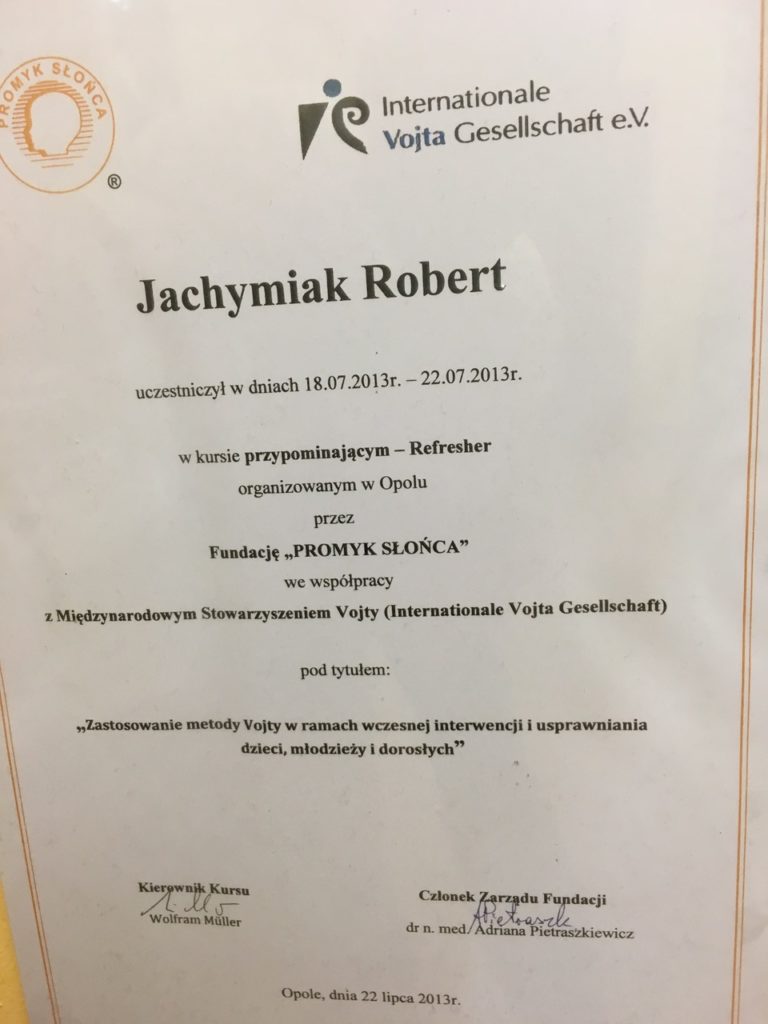 PROMYK SŁOŃCA
®
Internationale
Vojta Gesellschaft e.V.
Jachymiak Robert
uczestniczył w dniach 18.07.2013r. – 22.07.2013r.
w kursie przypominającym – Refresher
organizowanym w Opolu
przez
Fundację „PROMYK SŁOŃCA”
we współpracy
z Międzynarodowym Stowarzyszeniem Vojty (Internationale Vojta Gesellschaft)
pod tytułem:
„Zastosowanie metody Vojty w ramach wczesnej interwencji i usprawniania
dzieci, młodzieży i dorosłych”
Kierownik Kursu
Wolfram Müller
Członek Zarządu Fundacji
dr n. med. Adriana Pietraszkiewicz
Opole, dnia 22 lipca 2013r.